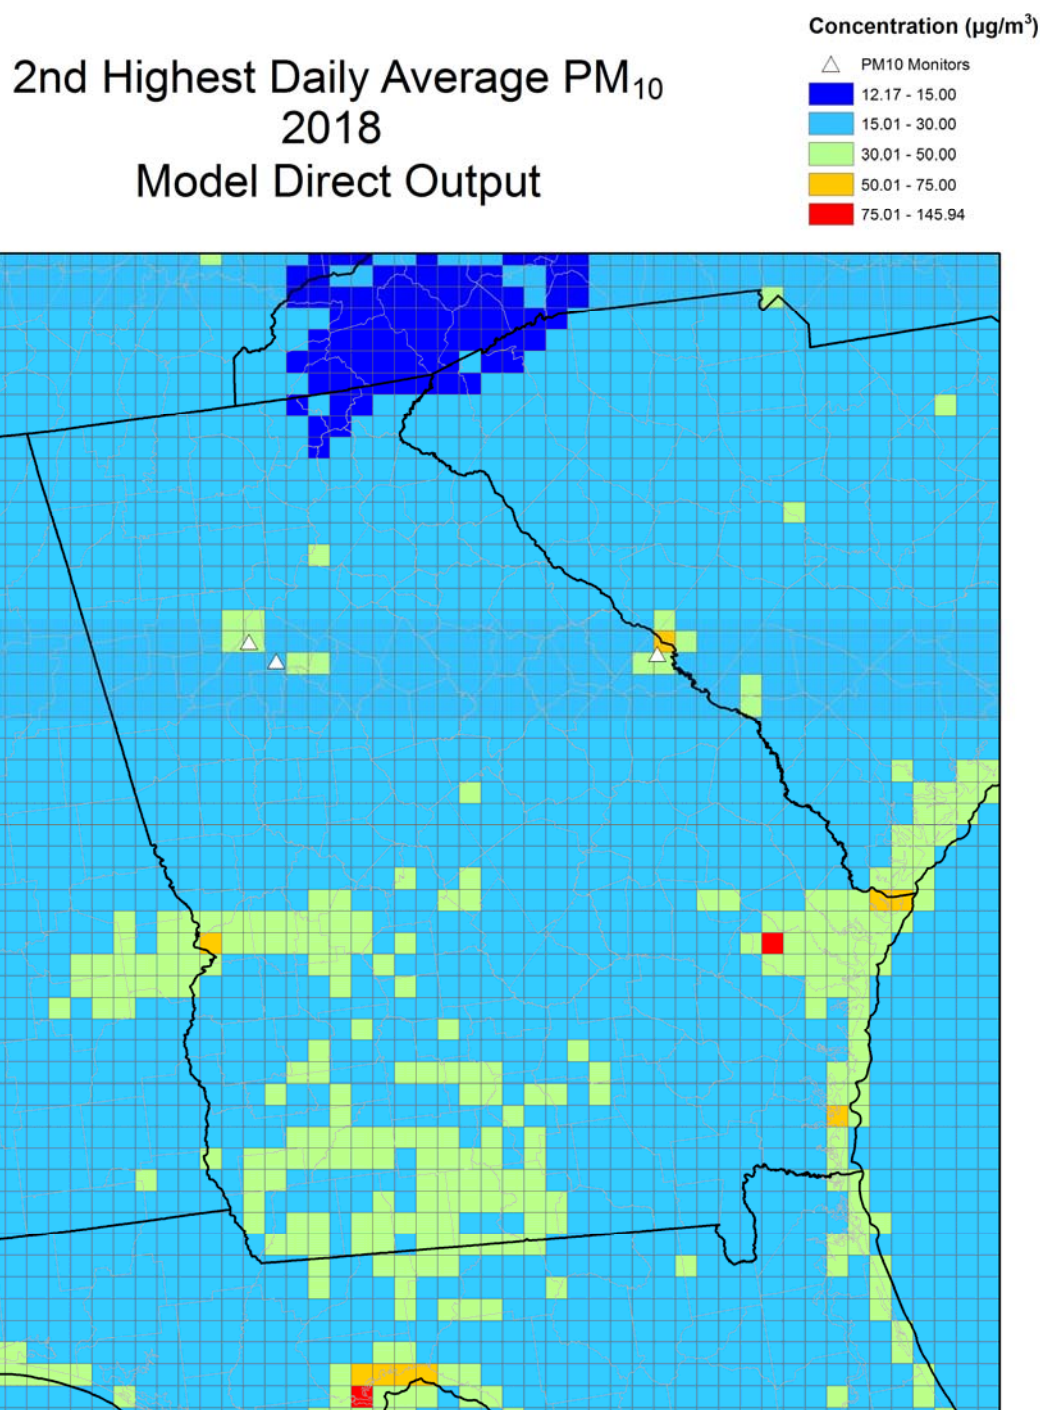 2nd Highest Daily Average PM₁₀
2018
Model Direct Output
Concentration (µg/m³)
PM10 Monitors
12.17 - 15.00
15.01 - 30.00
30.01 - 50.00
50.01 - 75.00
75.01 - 145.94